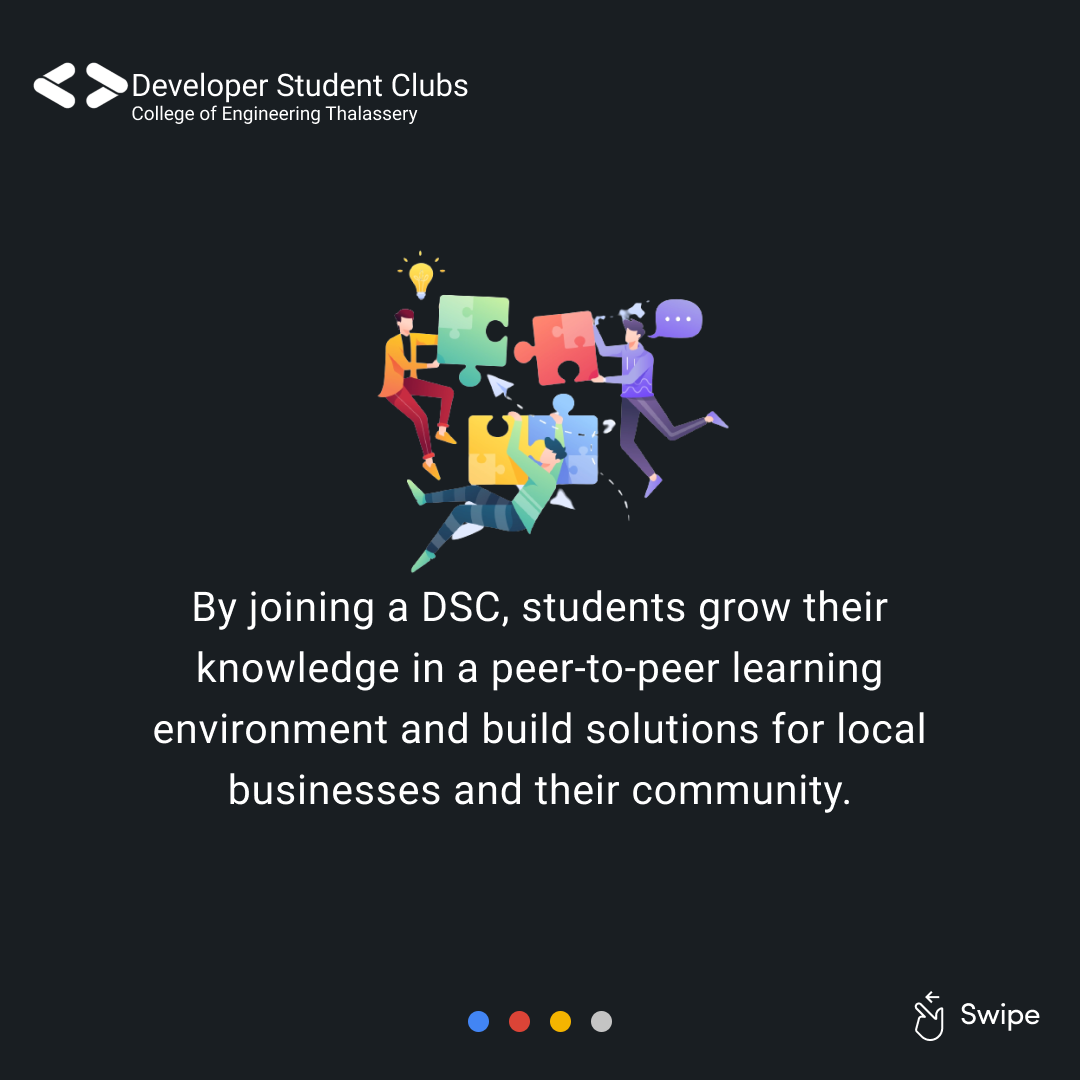 Developer Student Clubs
College of Engineering Thalassery
By joining a DSC, students grow their
knowledge in a peer-to-peer learning
environment and build solutions for local
businesses and their community.
Swipe